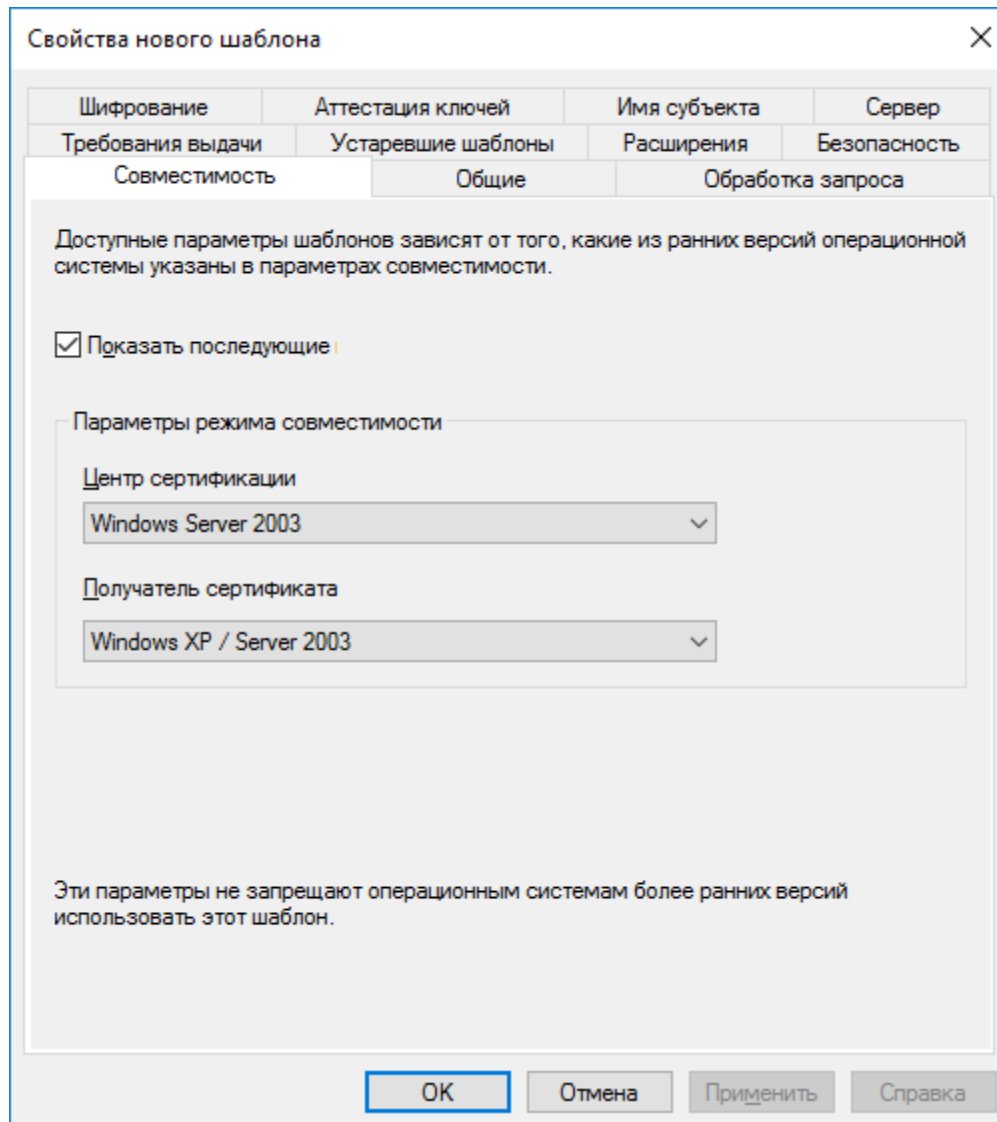 Свойства нового шаблона
Шифрование Аттестация ключей Имя субъекта Сервер
Требования выдачи Устаревшие шаблоны Расширения Безопасность
Совместимость Общие Обработка запроса
Доступные параметры шаблонов зависят от того, какие из ранних версий операционной
системы указаны в параметрах совместимости.
Показать последующие
Параметры режима совместимости
Центр сертификации
Windows Server 2003
Получатель сертификата
Windows XP / Server 2003
Эти параметры не запрещают операционным системам более ранних версий
использовать этот шаблон.
OK Отмена Применить Справка